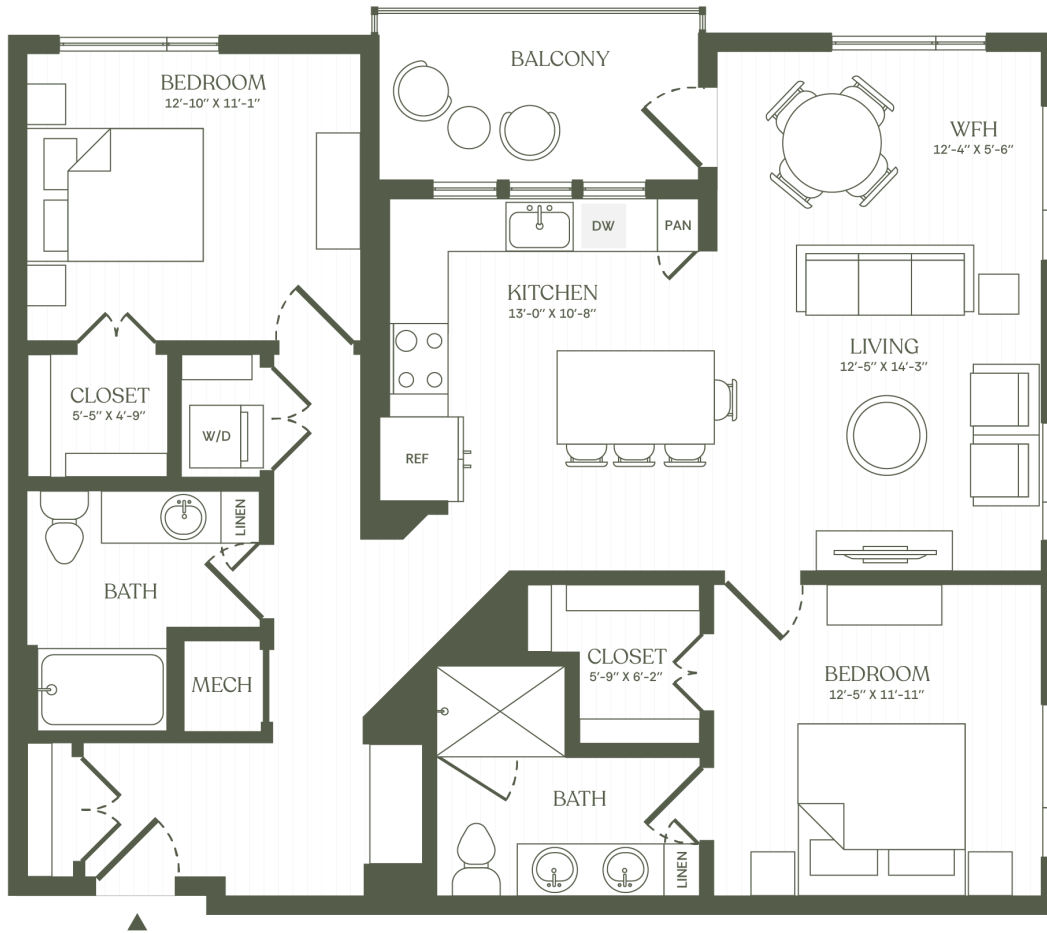 BALCONY
BEDROOM
12'-10" X 11'-1"
WFH
12'-4" X 5'-6"
DW
PAN
KITCHEN
13'-0" X 10'-8"
LIVING
12'-5" X 14'-3"
CLOSET
5'-5" X 4'-9"
W/D
REF
LINEN
BATH
CLOSET
5'-9" X 6'-2"
BEDROOM
12'-5" X 11'-11"
MECH
BATH
LINEN